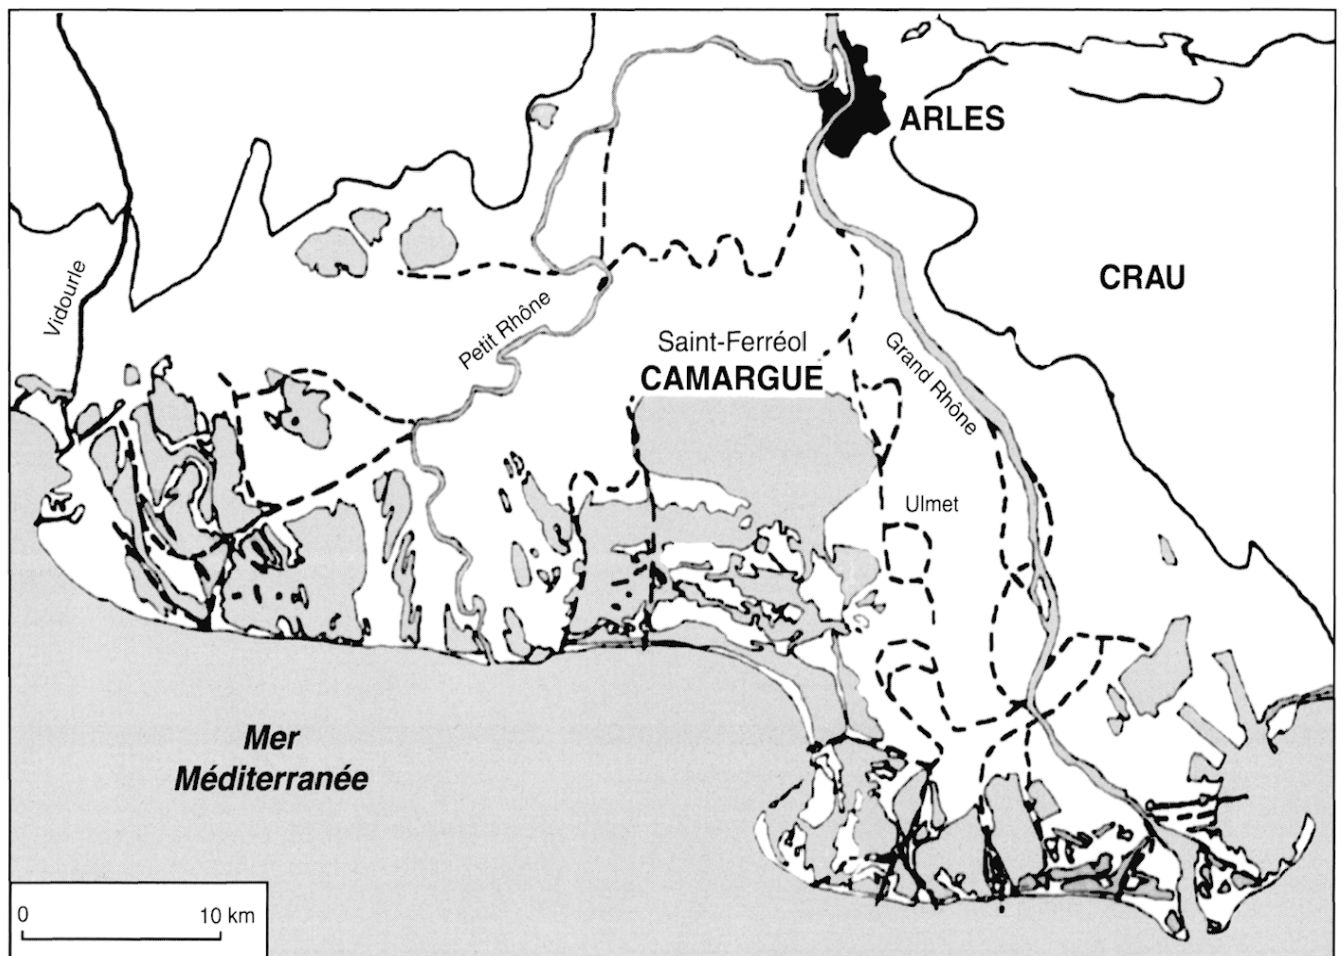 ARLES
Vidourle
CRAU
Petit Rhône
Saint-Ferréol
CAMARGUE
Grand Rhône
Ulmet
Mer
Méditerranée
0 10 km